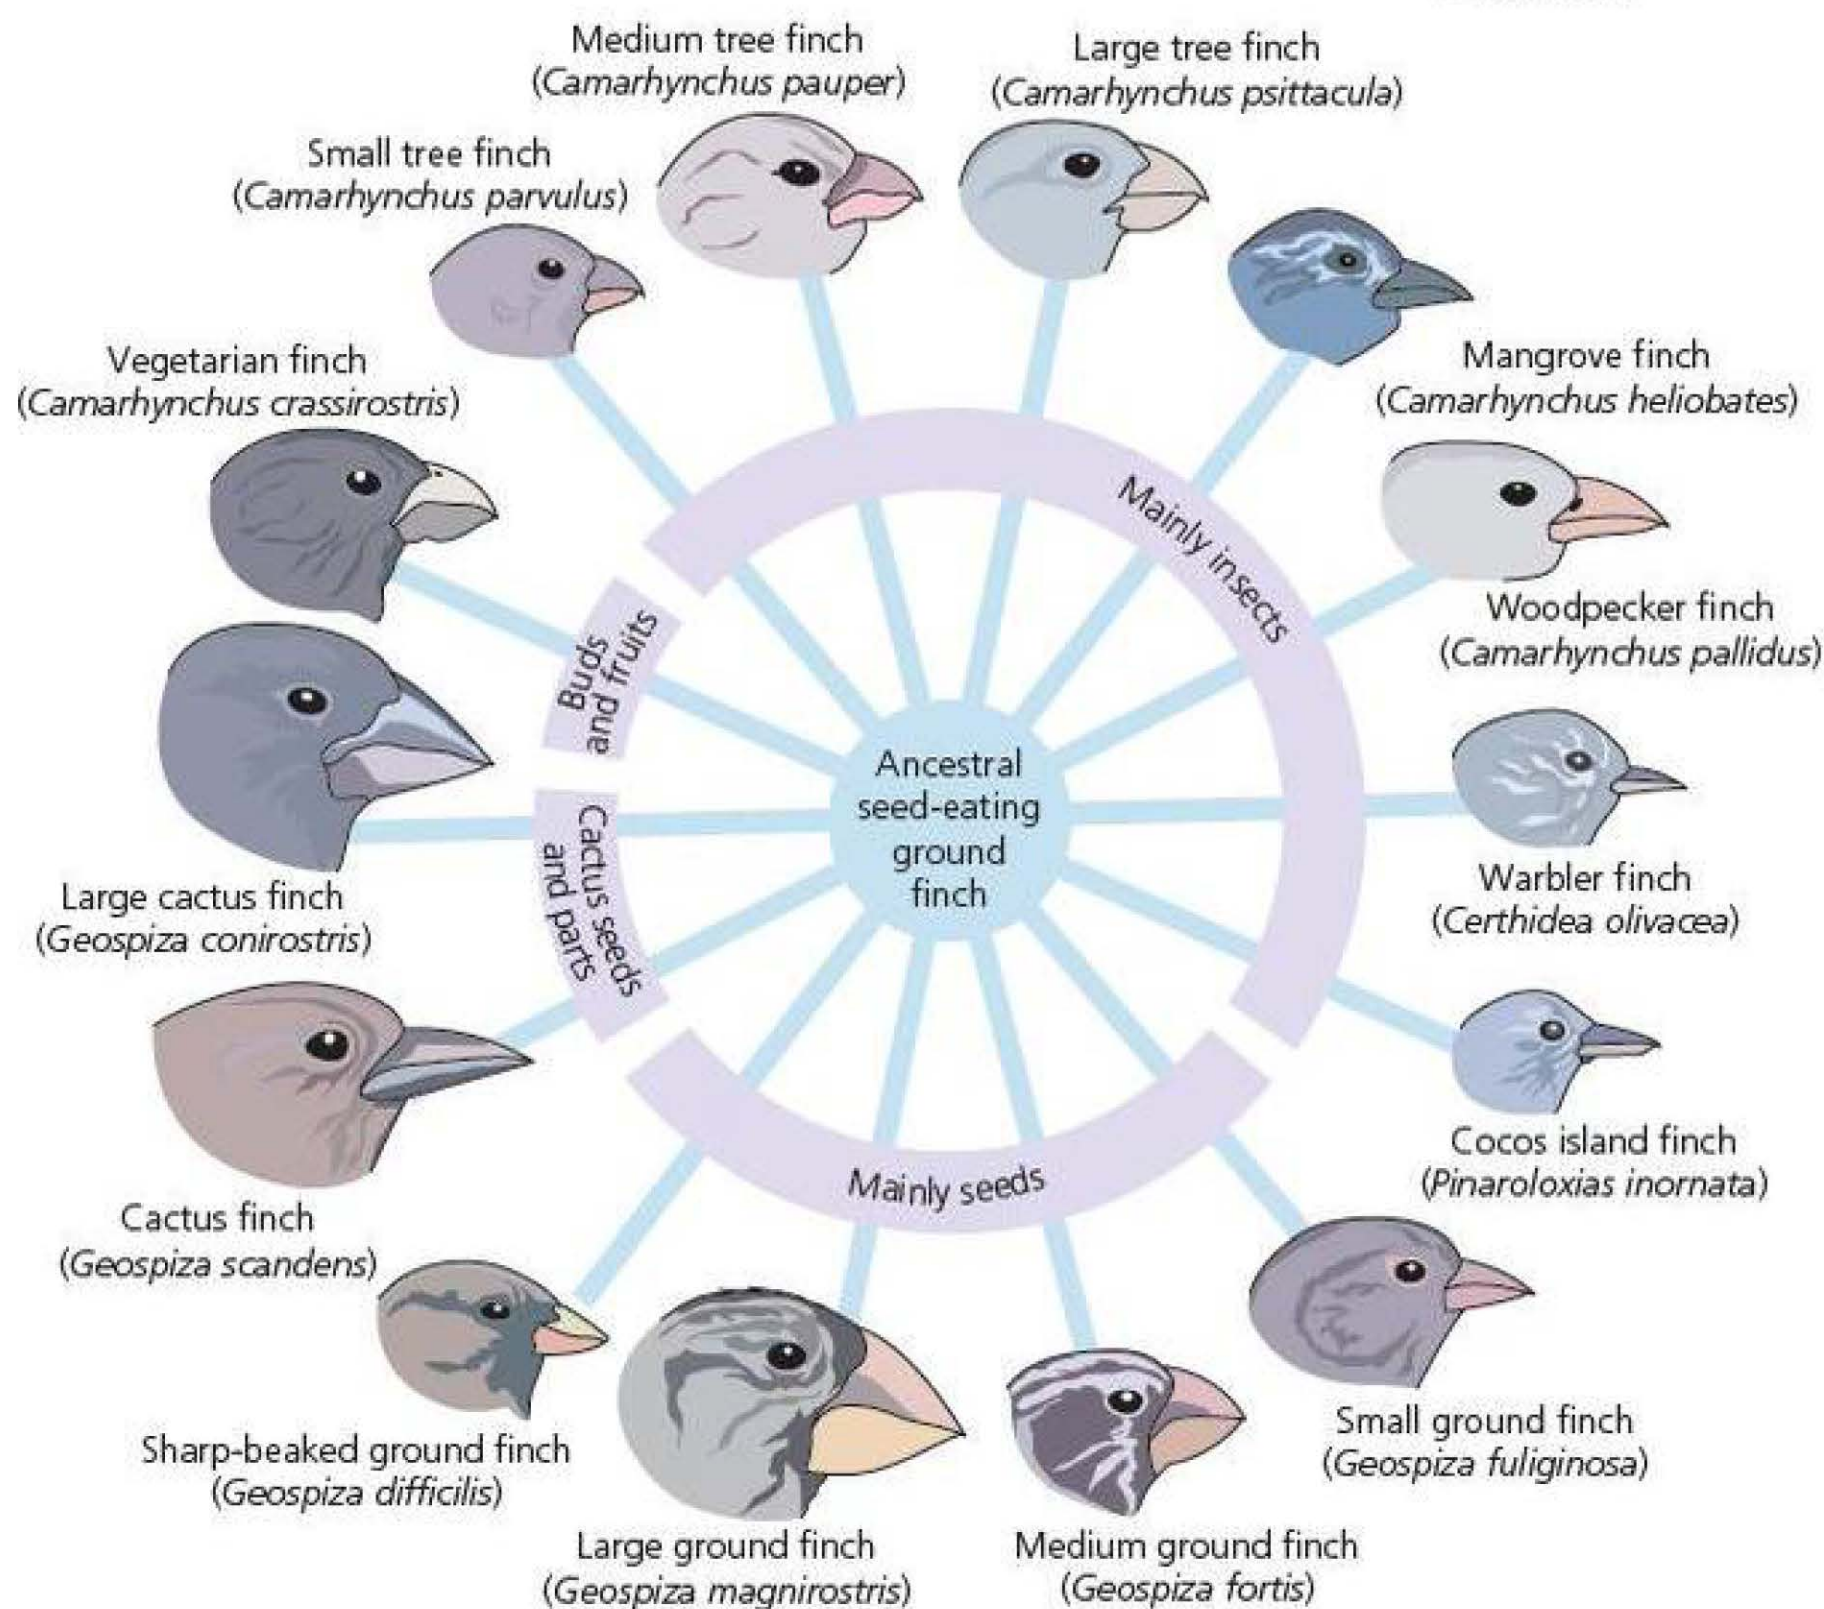 Medium tree finch
(Camarhynchus pauper)
Large tree finch
(Camarhynchus psittacula)
Small tree finch
(Camarhynchus parvulus)
Mangrove finch
(Camarhynchus heliobates)
Vegetarian finch
(Camarhynchus crassirostris)
Mainly insects
Woodpecker finch
(Camarhynchus pallidus)
Buds
and fruits
Ancestral
seed-eating
ground
finch
Cactus seeds
and parts
Large cactus finch
(Geospiza conirostris)
Warbler finch
(Certhidea olivacea)
Cocos island finch
(Pinaroloxias inornata)
Mainly seeds
Cactus finch
(Geospiza scandens)
Sharp-beaked ground finch
(Geospiza difficilis)
Small ground finch
(Geospiza fuliginosa)
Large ground finch
(Geospiza magnirostris)
Medium ground finch
(Geospiza fortis)